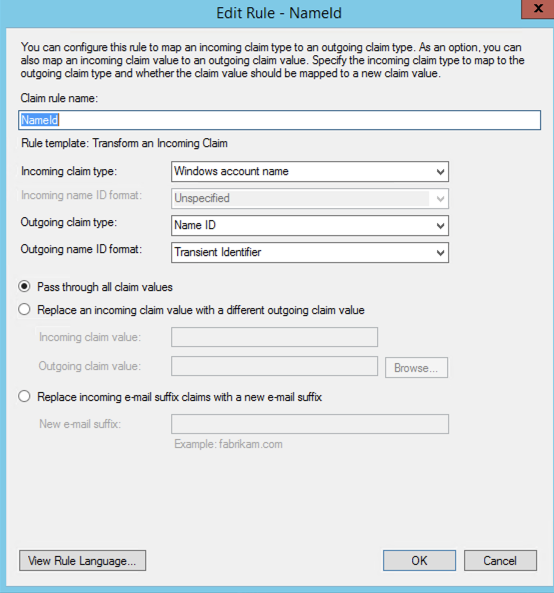 Edit Rule - NameId
x
You can configure this rule to map an incoming claim type to an outgoing claim type. As an option, you can
also map an incoming claim value to an outgoing claim value. Specify the incoming claim type to map to the
outgoing claim type and whether the claim value should be mapped to a new claim value.
Claim rule name:
NameId
Rule template: Transform an Incoming Claim
Incoming claim type: Windows account name
Incoming name ID format: Unspecified
Outgoing claim type: Name ID
Outgoing name ID format: Transient Identifier
Pass through all claim values
Replace an incoming claim value with a different outgoing claim value
Incoming claim value:
Outgoing claim value: Browse...
Replace incoming e-mail suffix claims with a new e-mail suffix
New e-mail suffix:
Example: fabrikam.com
View Rule Language... OK Cancel